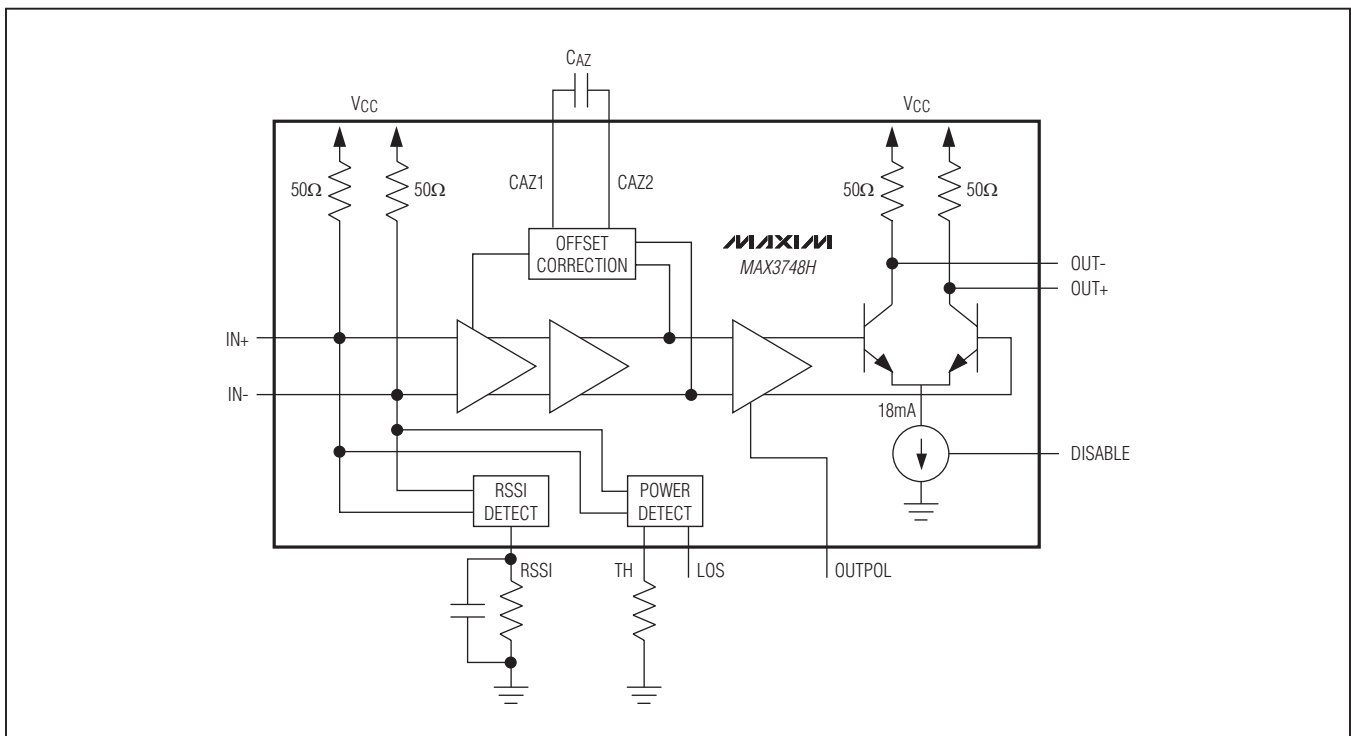 CAZ
VCC
VCC
50Ω
50Ω
CAZ1
CAZ2
50Ω
50Ω
OFFSET
CORRECTION
MAXIM
MAX3748H
OUT-
OUT+
IN+
IN-
18mA
DISABLE
RSSI
DETECT
POWER
DETECT
RSSI
TH
LOS
OUTPOL